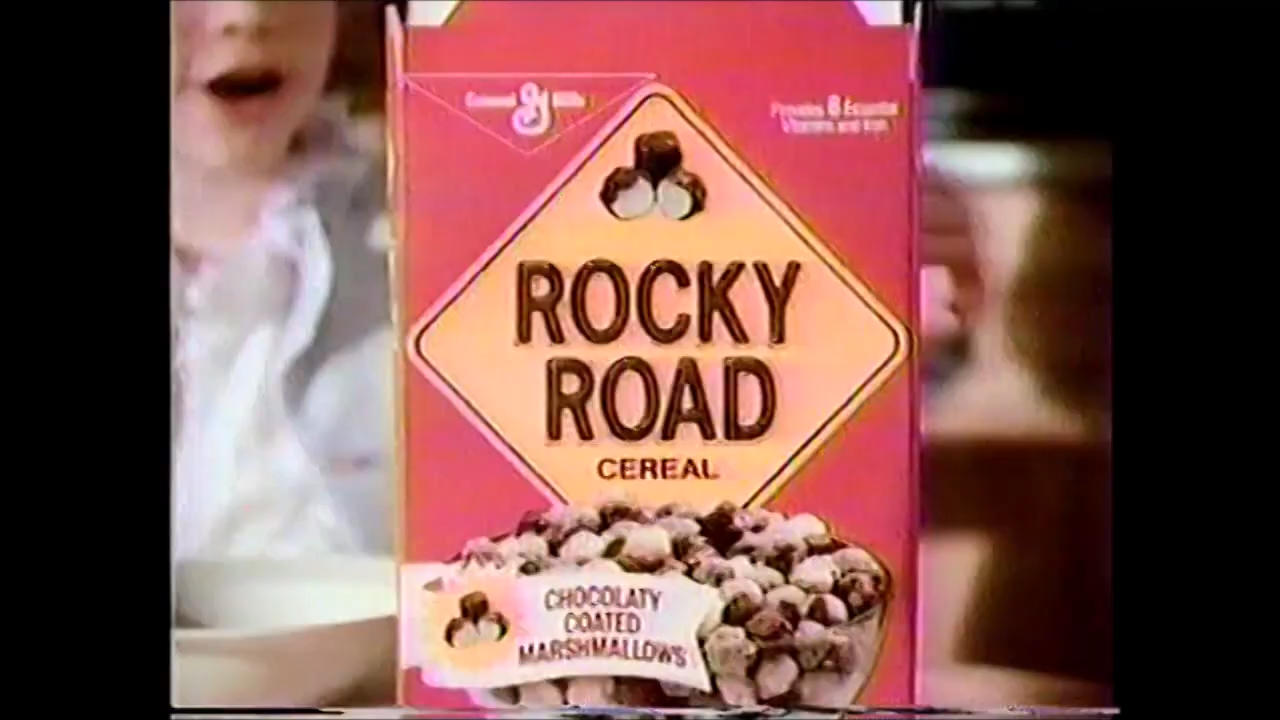 General Mills
Provides 8 Essential
Vitamins and Iron
ROCKY
ROAD
CEREAL
CHOCOLATY
COATED
MARSHMALLOWS